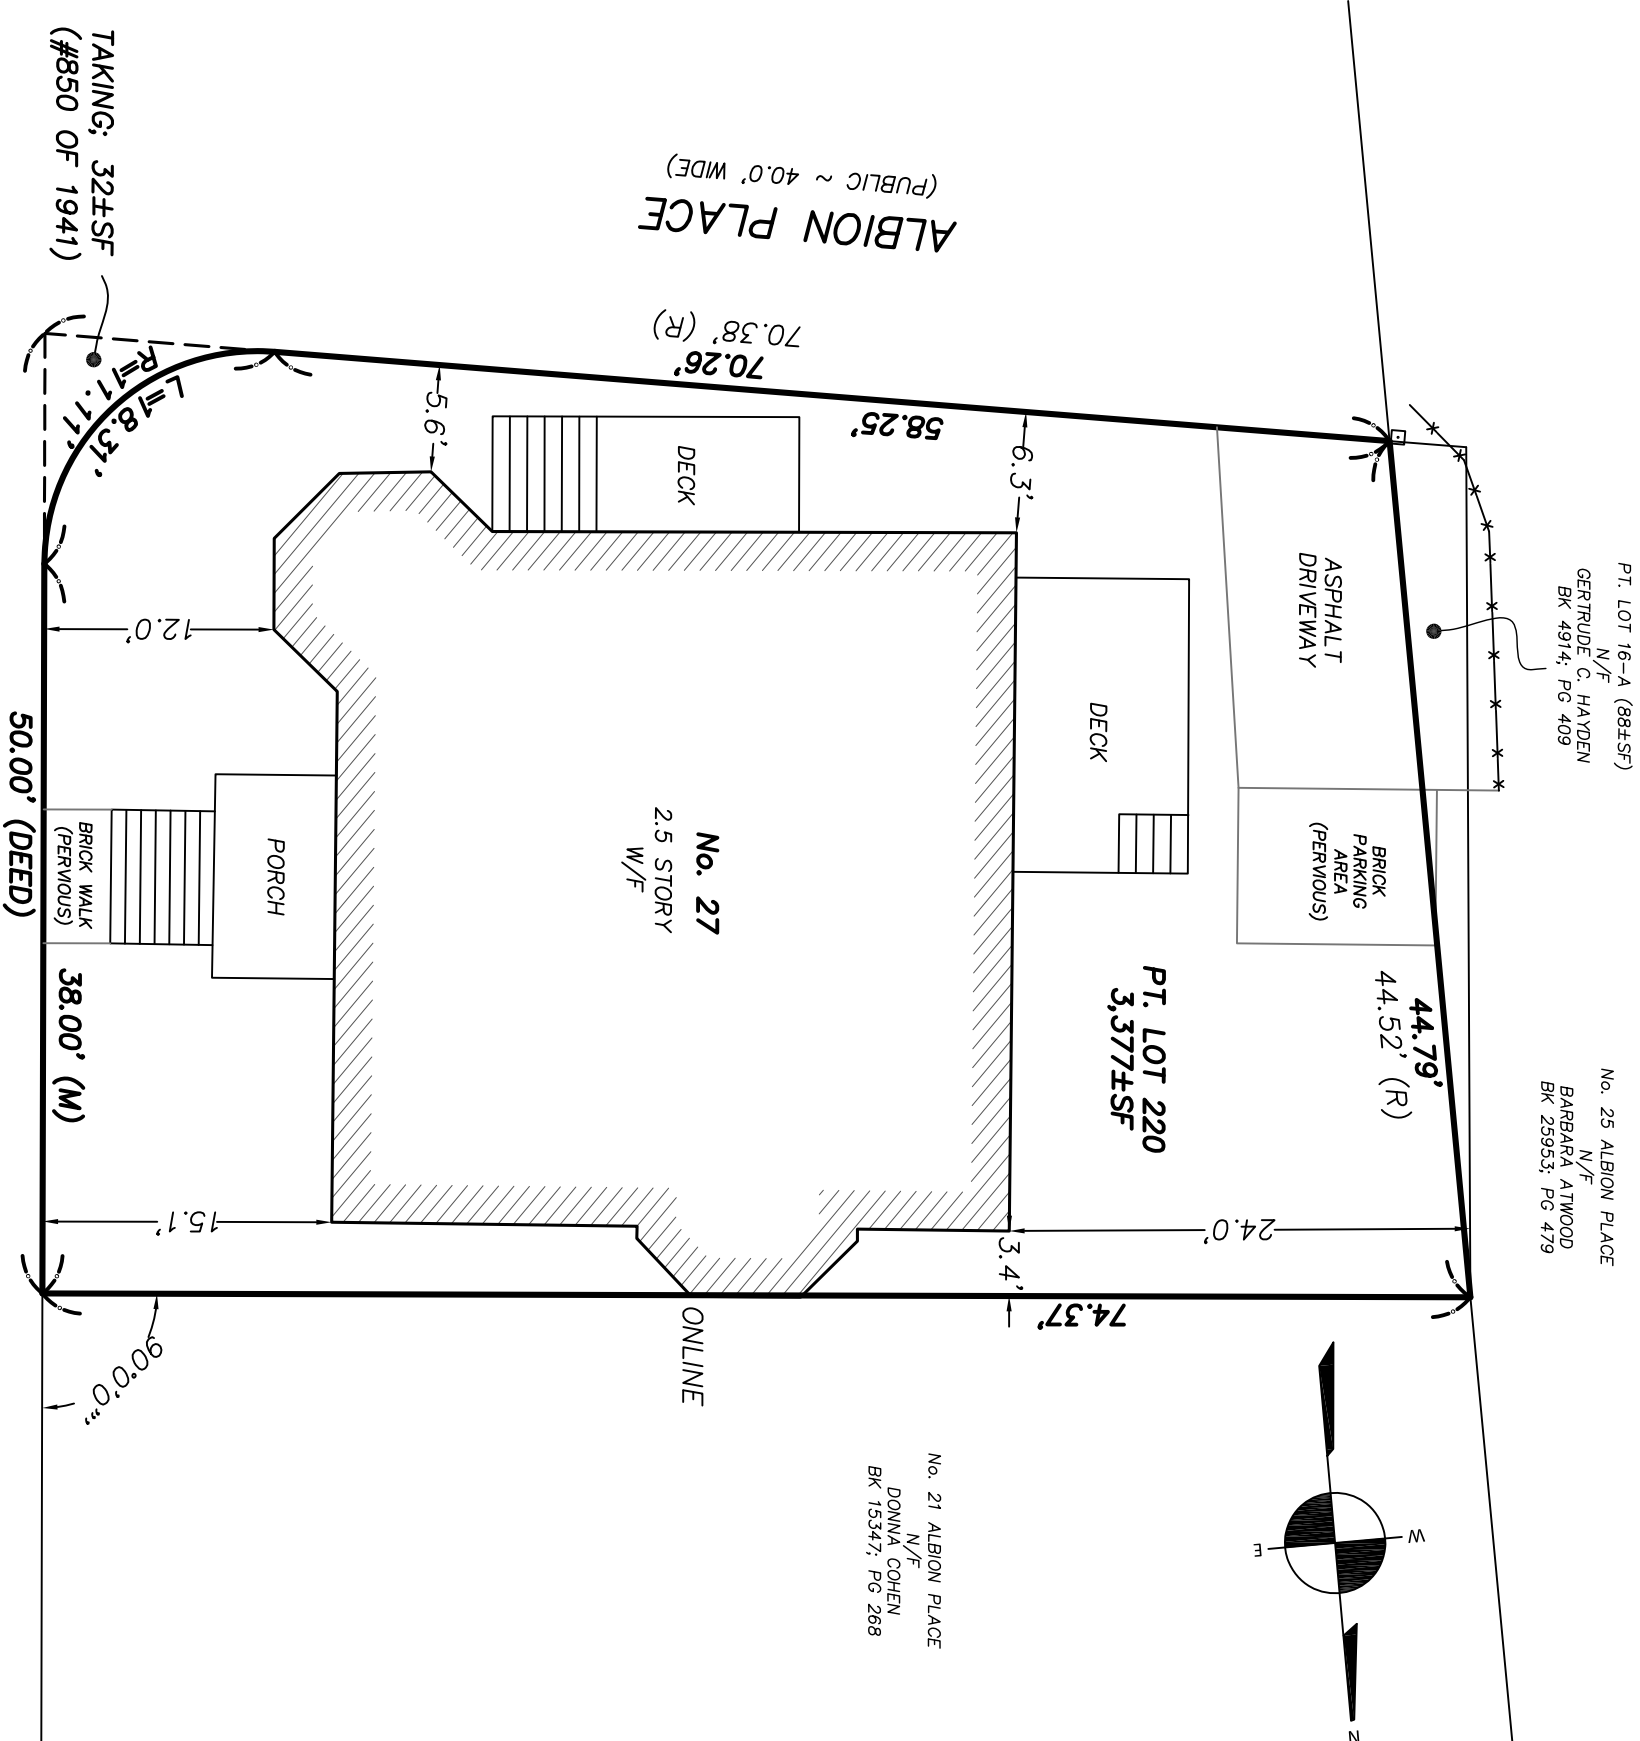 TAKING; 32±SF
(#850 OF 1941)
ALBION PLACE
(PUBLIC ~ 40.0' WIDE)
70.38' (R)
70.26'
58.25'
R=11.11'
L=18.31'
5.6'
6.3'
DECK
ASPHALT
DRIVEWAY
PT. LOT 16-A (88±SF)
N/F
GERTRUDE C. HAYDEN
BK 4914; PG 409
12.0'
DECK
50.00' (DEED)
BRICK WALK
(PERVIOUS)
PORCH
No. 27
2.5 STORY
W/F
BRICK
PARKING
AREA
(PERVIOUS)
38.00' (M)
PT. LOT 220
3,377±SF
44.79'
44.52' (R)
No. 25 ALBION PLACE
N/F
BARBARA ATWOOD
BK 25953; PG 479
15.1'
24.0'
3.4'
74.37'
ONLINE
90°0'0"
No. 21 ALBION PLACE
N/F
DONNA COHEN
BK 15347; PG 268
W
E
N